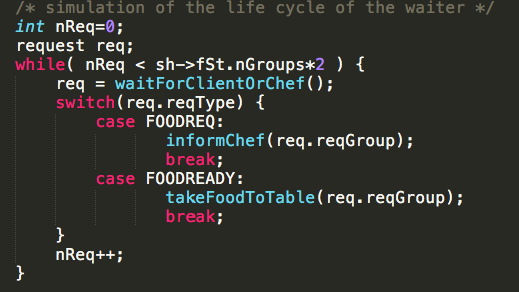 /* simulation of the life cycle of the waiter */
int nReq=0;
request req;
while( nReq < sh->fSt.nGroups*2 ) {
    req = waitForClientOrChef();
    switch(req.reqType) {
        case FOODREQ:
            informChef(req.reqGroup);
            break;
        case FOODREADY:
            takeFoodToTable(req.reqGroup);
            break;
    }
    nReq++;
}